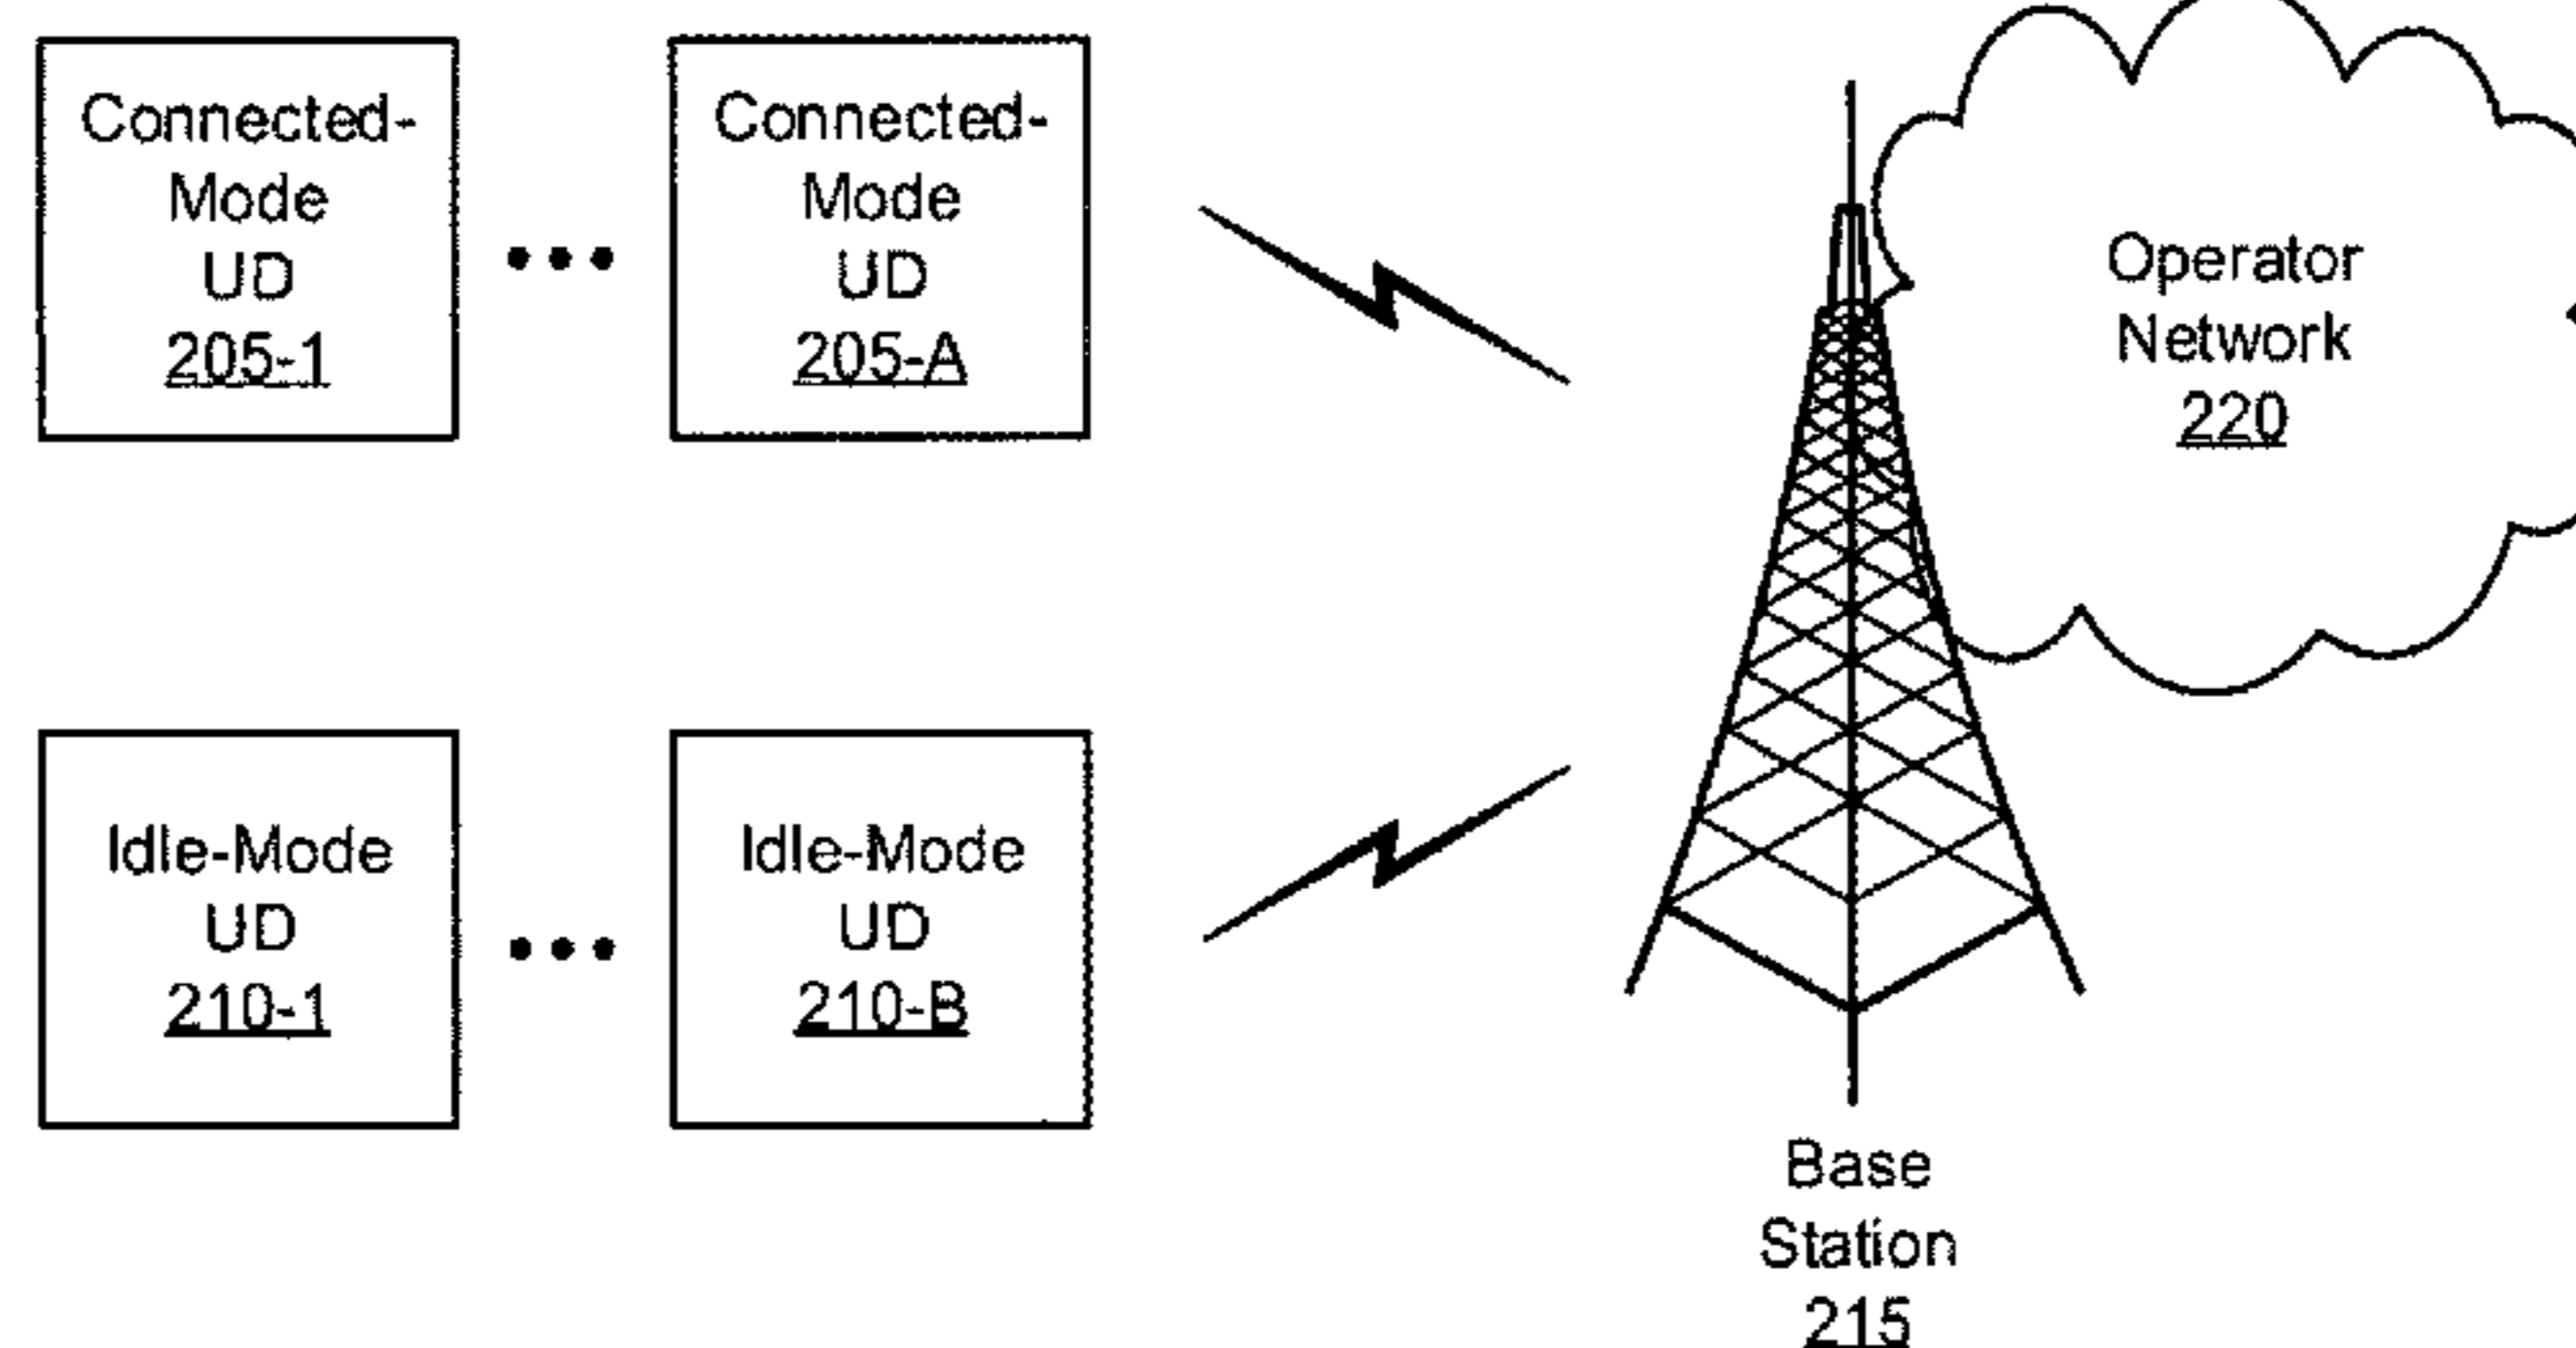 Connected-
Mode
UD
205-1
Connected-
Mode
UD
205-A
Operator
Network
220
Idle-Mode
UD
210-1
Idle-Mode
UD
210-B
Base
Station
215